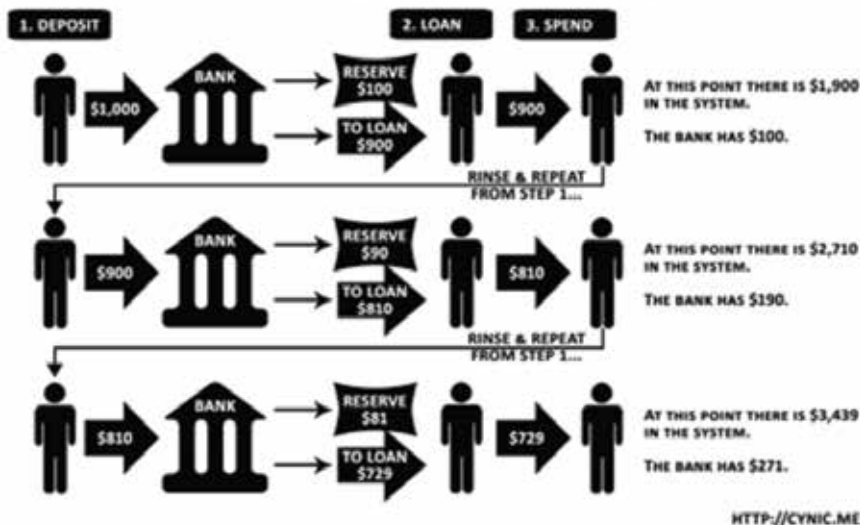 1. DEPOSIT
2. LOAN
3. SPEND
$1,000
BANK
RESERVE
$100
TO LOAN
$900
$900
AT THIS POINT THERE IS $1,900
IN THE SYSTEM.
THE BANK HAS $100.
RINSE & REPEAT
FROM STEP 1...
$900
BANK
RESERVE
$90
TO LOAN
$810
$810
AT THIS POINT THERE IS $2,710
IN THE SYSTEM.
THE BANK HAS $190.
RINSE & REPEAT
FROM STEP 1...
$810
BANK
RESERVE
$81
TO LOAN
$729
$729
AT THIS POINT THERE IS $3,439
IN THE SYSTEM.
THE BANK HAS $271.
HTTP://CYNIC.ME